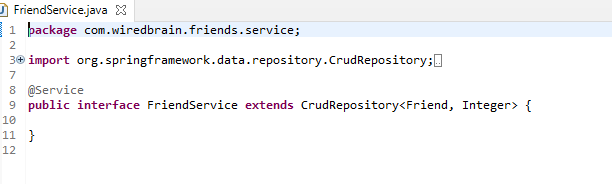 FriendService.java
1 package com.wiredbrain.friends.service;
2
3 import org.springframework.data.repository.CrudRepository;
7
8 @Service
9 public interface FriendService extends CrudRepository<Friend, Integer> {
10
11 }
12